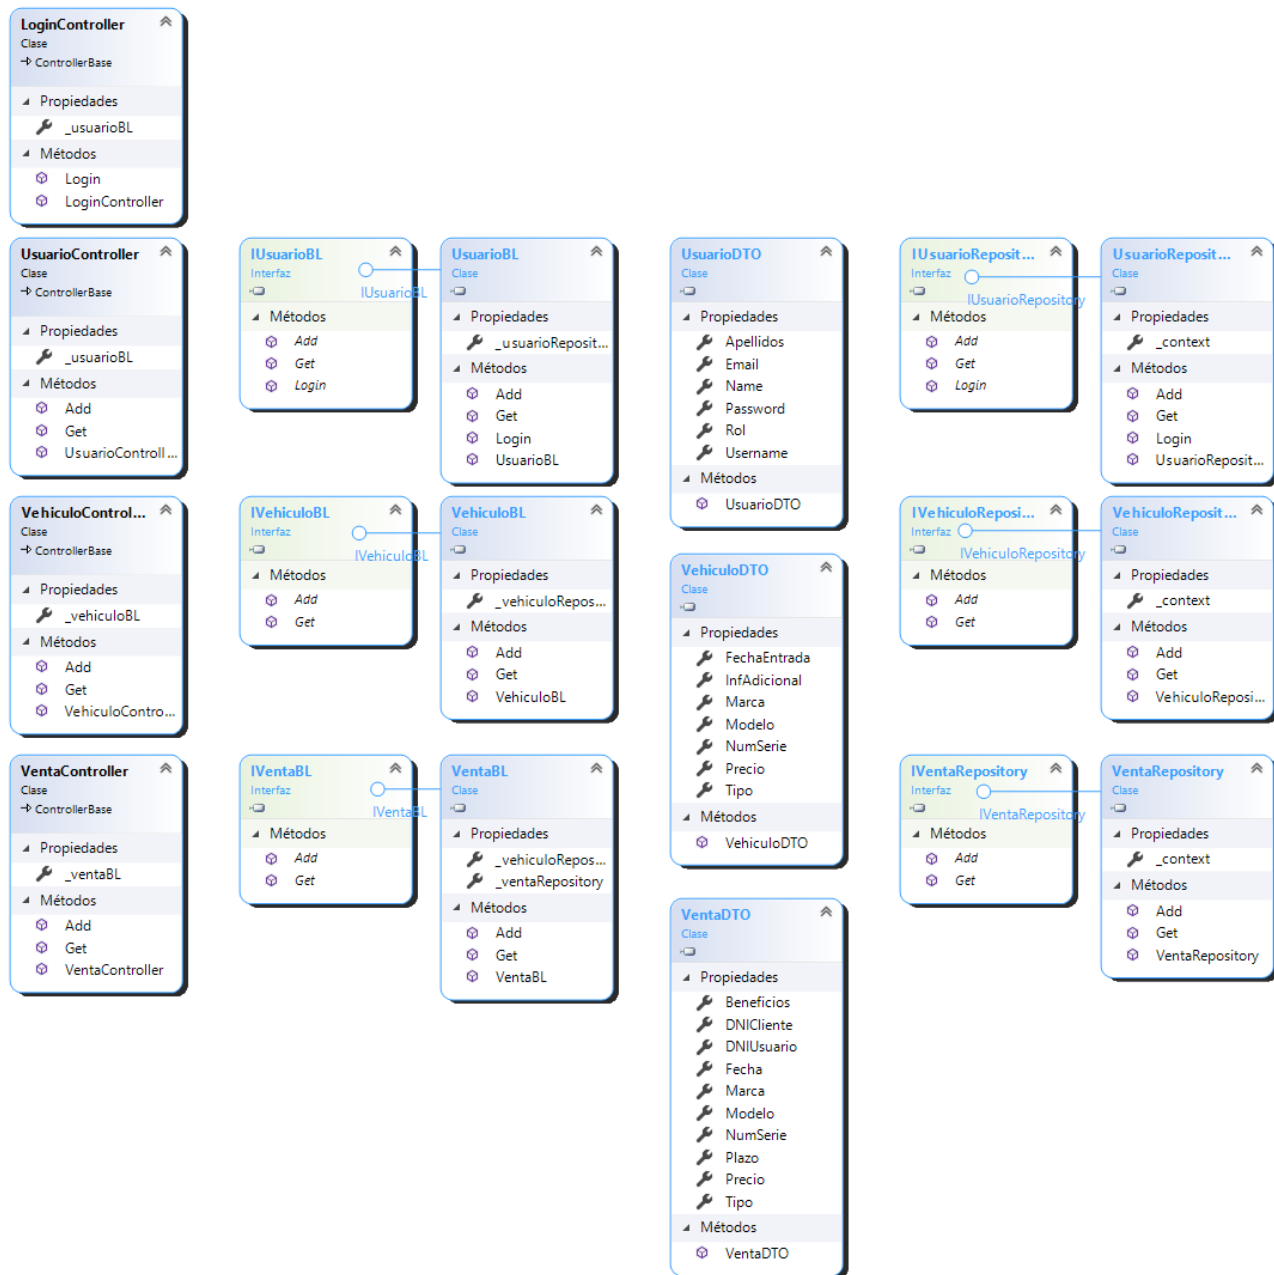 LoginController
Clase
ControllerBase
Propiedades
_usuarioBL
Métodos
Login
LoginController
UsuarioController
Clase
ControllerBase
Propiedades
_usuarioBL
Métodos
Add
Get
UsuarioControll...
IUsuarioBL
Interfaz
IUsuarioBL
Métodos
Add
Get
Login
UsuarioBL
Clase
Propiedades
_usuarioReposit...
Métodos
Add
Get
Login
UsuarioBL
UsuarioDTO
Clase
Propiedades
Apellidos
Email
Name
Password
Rol
Username
Métodos
UsuarioDTO
IUsuarioReposit...
Interfaz
IUsuarioRepository
Métodos
Add
Get
Login
UsuarioReposit...
Clase
Propiedades
_context
Métodos
Add
Get
Login
UsuarioReposit...
VehiculoControl...
Clase
ControllerBase
Propiedades
_vehiculoBL
Métodos
Add
Get
VehiculoContro...
IVehiculoBL
Interfaz
IVehiculoBL
Métodos
Add
Get
VehiculoBL
Clase
Propiedades
_vehiculoRepos...
Métodos
Add
Get
VehiculoBL
VehiculoDTO
Clase
Propiedades
FechaEntrada
InfAdicional
Marca
Modelo
NumSerie
Precio
Tipo
Métodos
VehiculoDTO
IVehiculoReposi...
Interfaz
IVehiculoRepository
Métodos
Add
Get
VehiculoReposit...
Clase
Propiedades
_context
Métodos
Add
Get
VehiculoReposi...
VentaController
Clase
ControllerBase
Propiedades
_ventaBL
Métodos
Add
Get
VentaController
IVentaBL
Interfaz
IVentaBL
Métodos
Add
Get
VentaBL
Clase
Propiedades
_vehiculoRepos...
_ventaRepository
Métodos
Add
Get
VentaBL
VentaDTO
Clase
Propiedades
Beneficios
DNICliente
DNIUsuario
Fecha
Marca
Modelo
NumSerie
Plazo
Precio
Tipo
Métodos
VentaDTO
IVentaRepository
Interfaz
IVentaRepository
Métodos
Add
Get
VentaRepository
Clase
Propiedades
_context
Métodos
Add
Get
VentaRepository